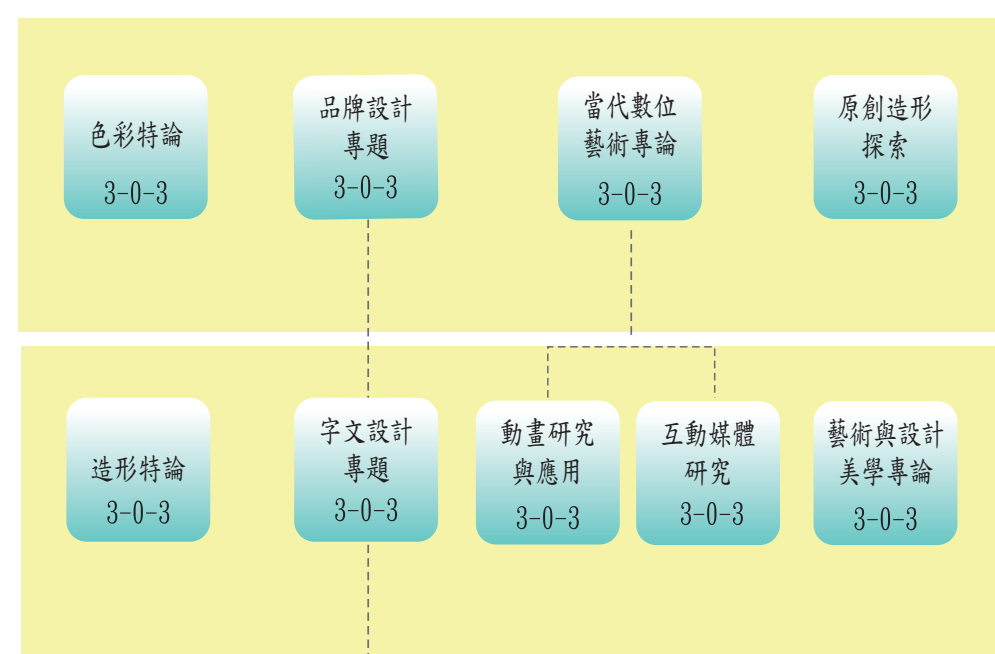 色彩特論
3-0-3
品牌設計
專題
3-0-3
當代數位
藝術專論
3-0-3
原創造形
探索
3-0-3
造形特論
3-0-3
字文設計
專題
3-0-3
動畫研究
與應用
3-0-3
互動媒體
研究
3-0-3
藝術與設計
美學專論
3-0-3